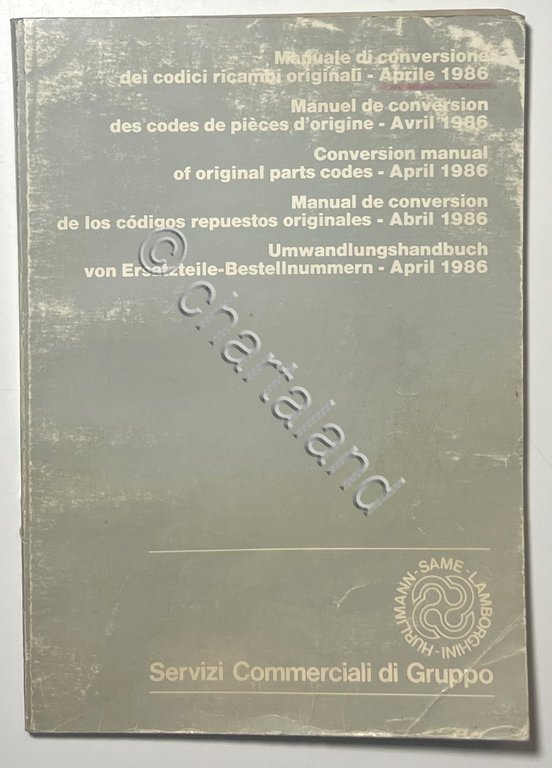 Manuale di conversione
dei codici ricambi originali - Aprile 1986
Manuel de conversion
des codes de pièces d'origine - Avril 1986
Conversion manual
of original parts codes - April 1986
Manual de conversion
de los códigos repuestos originales - Abril 1986
Umwandlungshandbuch
von Ersatzteile-Bestellnummern - April 1986
© chartaland
HURLIMANN - SAME - LAMBORGHINI -
Servizi Commerciali di Gruppo